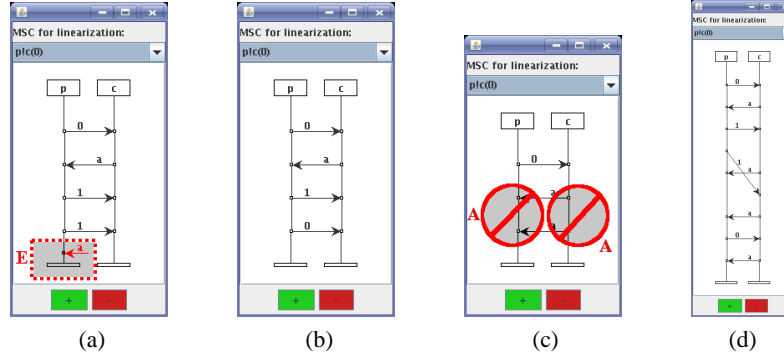 MSC for linearization:
p!c(0)
p c
0
a
1
1
E a
+ -
(a)
MSC for linearization:
p!c(0)
p c
0
a
1
0
+ -
(b)
MSC for linearization:
p!c(0)
p c
0
a
A
a
A
+ -
(c)
MSC for linearization:
p!c(0)
p c
0
a
1
1
a
a
0
a
+ -
(d)